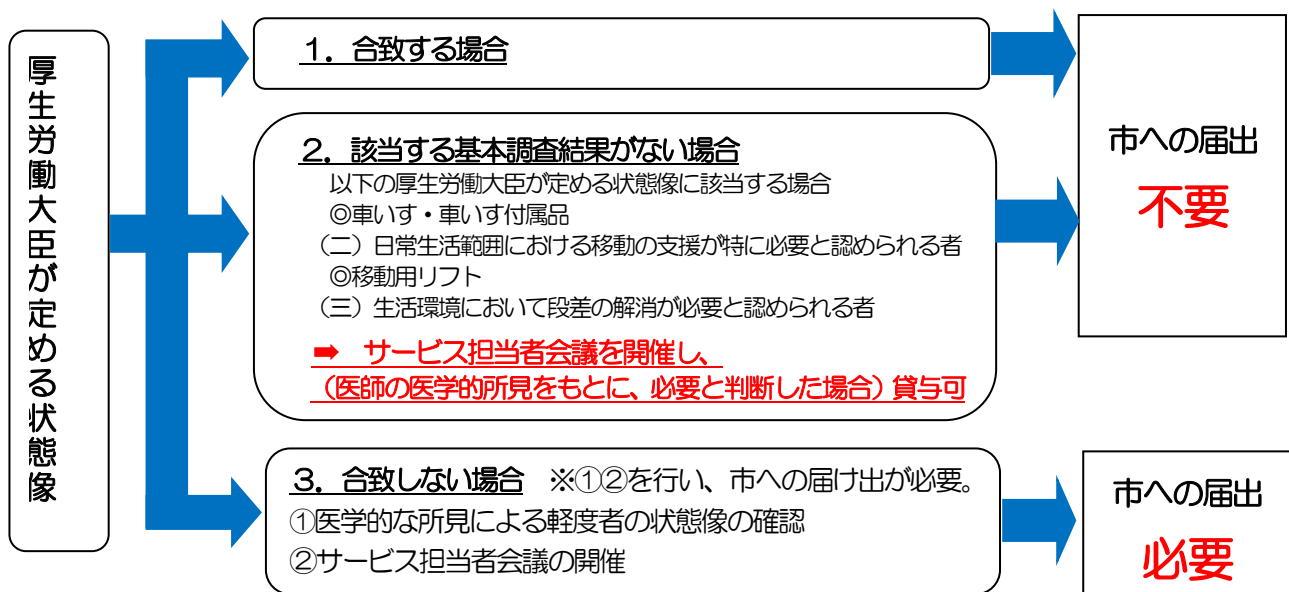 厚生労働大臣が定める状態像
１．合致する場合
２．該当する基本調査結果がない場合
以下の厚生労働大臣が定める状態像に該当する場合
◎車いす・車いす付属品
（二）日常生活範囲における移動の支援が特に必要と認められる者
◎移動用リフト
（三）生活環境において段差の解消が必要と認められる者
➡ サービス担当者会議を開催し、
（医師の医学的所見をもとに、必要と判断した場合）貸与可
市への届出
不要
３．合致しない場合　※①②を行い、市への届け出が必要。
①医学的な所見による軽度者の状態像の確認
②サービス担当者会議の開催
市への届出
必要